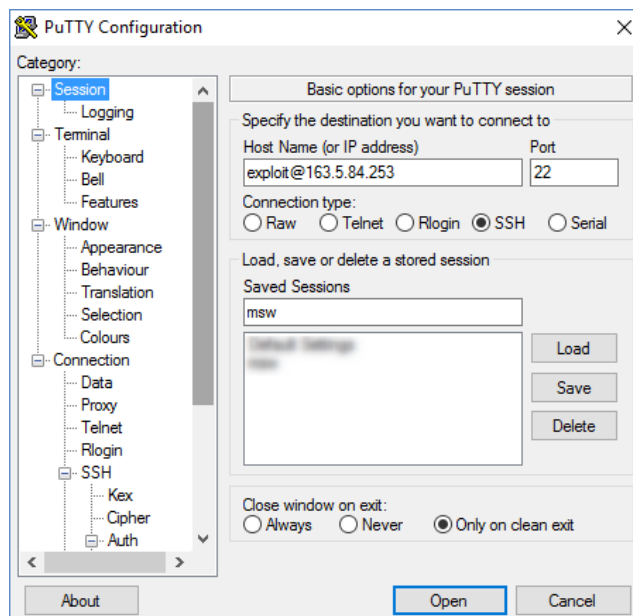 PuTTY Configuration
Category:
Session
Logging
Terminal
Keyboard
Bell
Features
Window
Appearance
Behaviour
Translation
Selection
Colours
Connection
Data
Proxy
Telnet
Rlogin
SSH
Kex
Cipher
Auth
Basic options for your PuTTY session
Specify the destination you want to connect to
Host Name (or IP address) Port
exploit@163.5.84.253 22
Connection type:
Raw Telnet Rlogin SSH Serial
Load, save or delete a stored session
Saved Sessions
msw
Load
Save
Delete
Close window on exit:
Always Never Only on clean exit
About Open Cancel